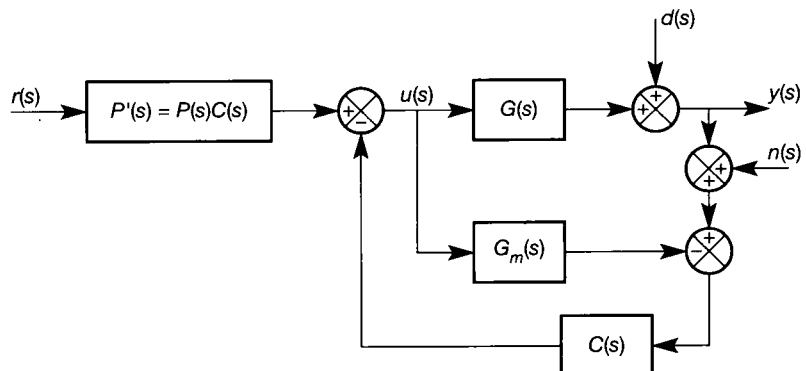 d(s)
r(s)
P'(s) = P(s)C(s)
+
−
u(s)
G(s)
+
+
y(s)
n(s)
+
+
G_m(s)
−
+
C(s)